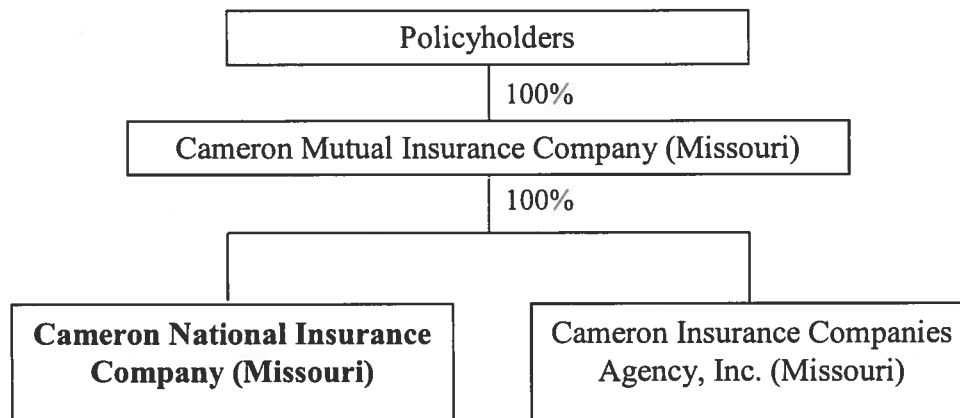 Policyholders
100%
Cameron Mutual Insurance Company (Missouri)
100%
Cameron National Insurance
Company (Missouri)
Cameron Insurance Companies
Agency, Inc. (Missouri)